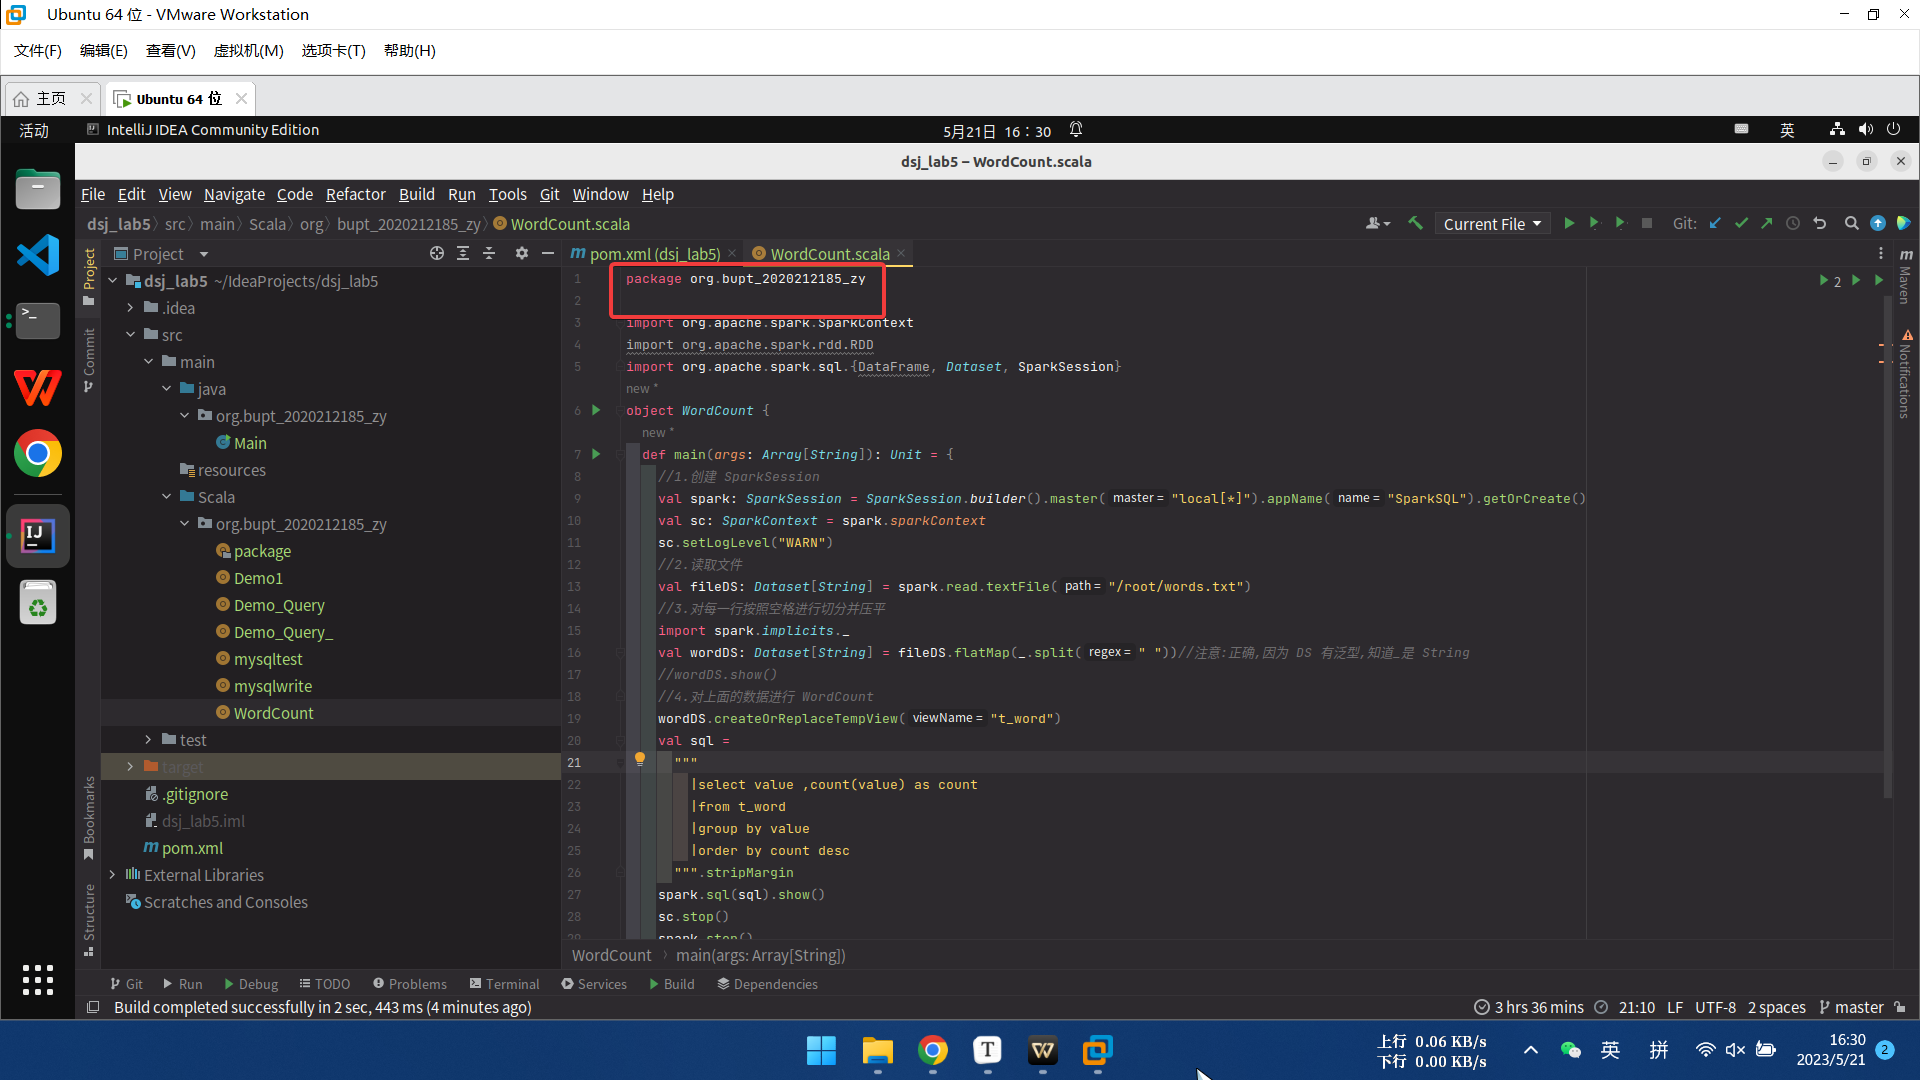 Ubuntu 64 位 - VMware Workstation
文件(F) 编辑(E) 查看(V) 虚拟机(M) 选项卡(T) 帮助(H)
主页 Ubuntu 64 位
活动 IntelliJ IDEA Community Edition 5月21日 16：30 英
dsj_lab5 – WordCount.scala
File Edit View Navigate Code Refactor Build Run Tools Git Window Help
dsj_lab5 src main Scala org bupt_2020212185_zy WordCount.scala Current File Git:
Project
pom.xml (dsj_lab5) WordCount.scala
Project
Commit
Bookmarks
Structure
dsj_lab5 ~/IdeaProjects/dsj_lab5
.idea
src
main
java
org.bupt_2020212185_zy
Main
resources
Scala
org.bupt_2020212185_zy
package
Demo1
Demo_Query
Demo_Query_
mysqltest
mysqlwrite
WordCount
test
target
.gitignore
dsj_lab5.iml
pom.xml
External Libraries
Scratches and Consoles
1 package org.bupt_2020212185_zy
2
3 import org.apache.spark.SparkContext
4 import org.apache.spark.rdd.RDD
5 import org.apache.spark.sql.{DataFrame, Dataset, SparkSession}
new *
6 object WordCount {
new *
7 def main(args: Array[String]): Unit = {
8 //1.创建 SparkSession
9 val spark: SparkSession = SparkSession.builder().master( master = "local[*]").appName( name = "SparkSQL").getOrCreate()
10 val sc: SparkContext = spark.sparkContext
11 sc.setLogLevel("WARN")
12 //2.读取文件
13 val fileDS: Dataset[String] = spark.read.textFile( path = "/root/words.txt")
14 //3.对每一行按照空格进行切分并压平
15 import spark.implicits._
16 val wordDS: Dataset[String] = fileDS.flatMap(_.split( regex = " "))//注意:正确,因为 DS 有泛型,知道_是 String
17 //wordDS.show()
18 //4.对上面的数据进行 WordCount
19 wordDS.createOrReplaceTempView( viewName = "t_word")
20 val sql =
21 """
22 |select value ,count(value) as count
23 |from t_word
24 |group by value
25 |order by count desc
26 """.stripMargin
27 spark.sql(sql).show()
28 sc.stop()
29 spark.stop()
2
Maven
Notifications
WordCount main(args: Array[String])
Git Run Debug TODO Problems Terminal Services Build Dependencies
Build completed successfully in 2 sec, 443 ms (4 minutes ago) 3 hrs 36 mins 21:10 LF UTF-8 2 spaces master
上行 0.06 KB/s
下行 0.00 KB/s
英 拼
16:30
2023/5/21 2